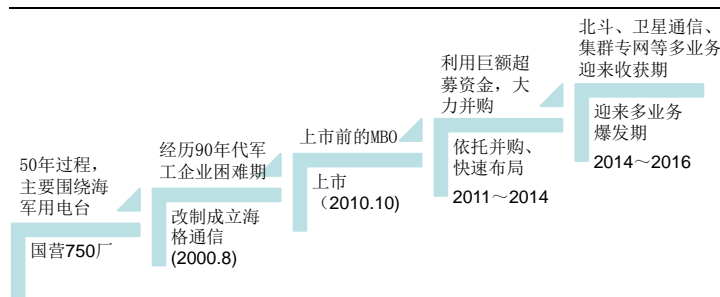 50年过程,
主要围绕海
军用电台
国营750厂
经历90年代军
工企业困难期
改制成立海
格通信
(2000.8)
上市前的MBO
上市
（2010.10)
利用巨额超
募资金，大
力并购
依托并购、
快速布局
2011～2014
北斗、卫星通信、
集群专网等多业务
迎来收获期
迎来多业务
爆发期
2014～2016